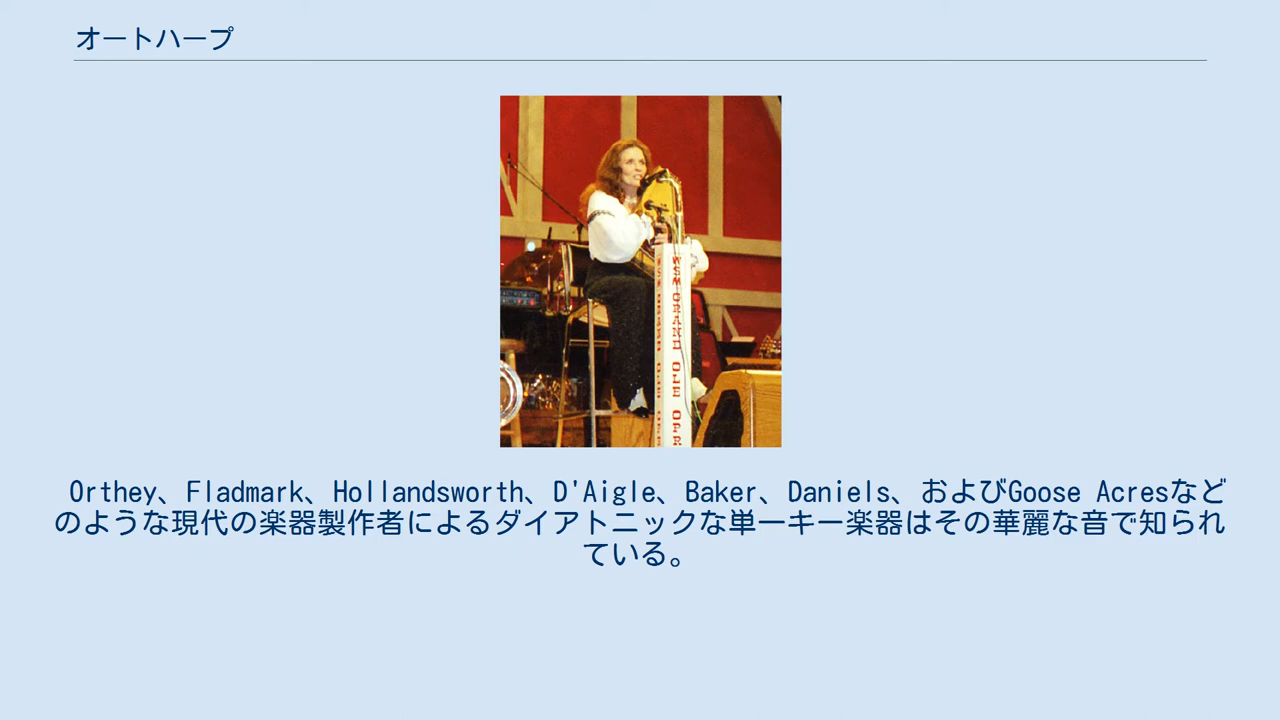 オートハープ
WSM GRAND OLE OPR
Orthey、Fladmark、Hollandsworth、D'Aigle、Baker、Daniels、およびGoose Acresなど
のような現代の楽器製作者によるダイアトニックな単一キー楽器はその華麗な音で知られ
ている。